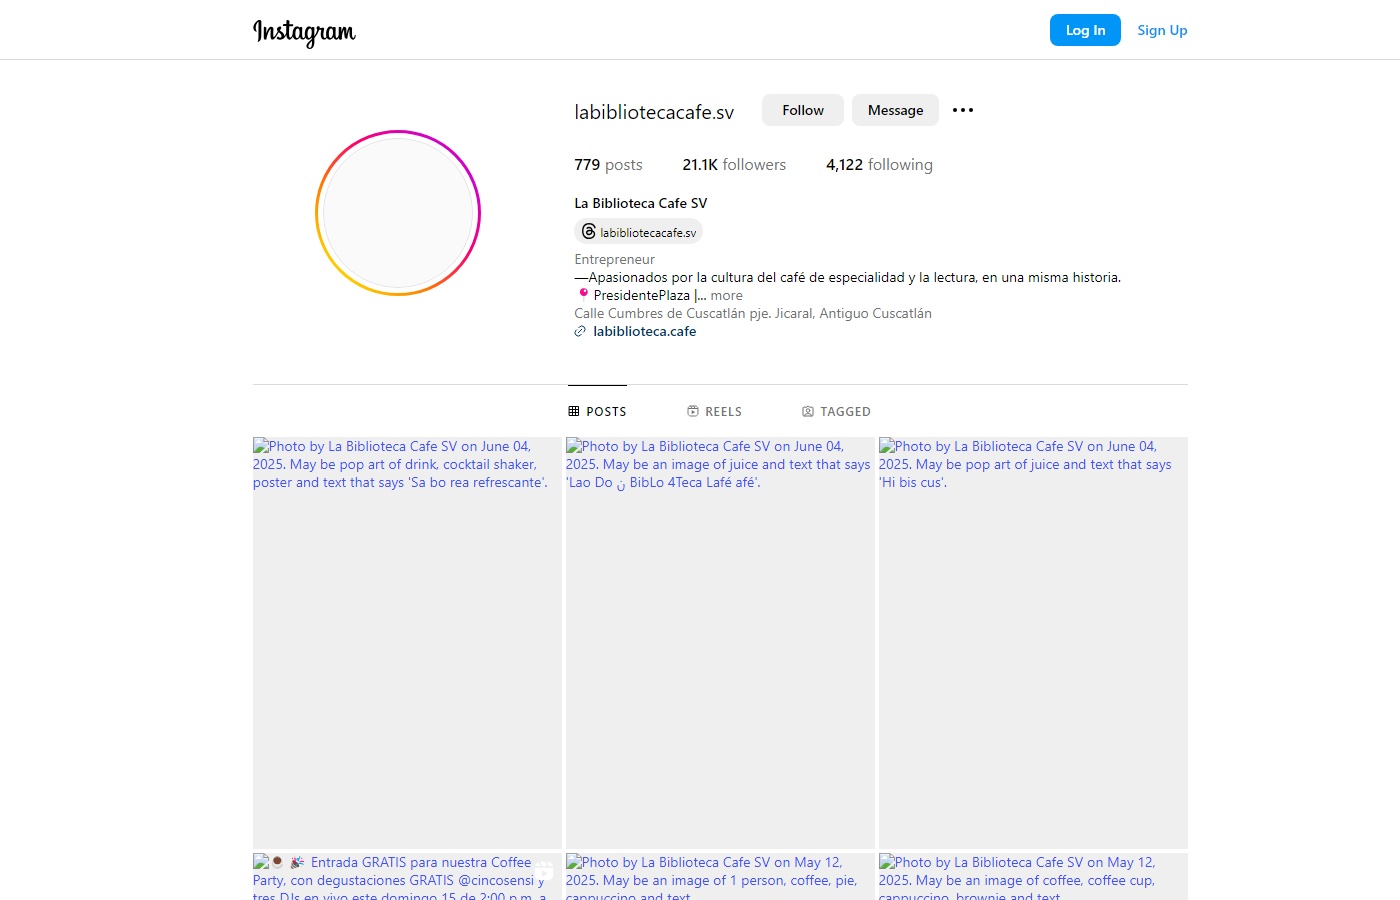 Instagram
Log In
Sign Up
labibliotecacafe.sv
Follow
Message
779 posts
21.1K followers
4,122 following
La Biblioteca Cafe SV
labibliotecacafe.sv
Entrepreneur
—Apasionados por la cultura del café de especialidad y la lectura, en una misma historia.
📍 PresidentePlaza |... more
Calle Cumbres de Cuscatlán pje. Jicaral, Antiguo Cuscatlán
labiblioteca.cafe
POSTS
REELS
TAGGED
Photo by La Biblioteca Cafe SV on June 04,
2025. May be pop art of drink, cocktail shaker,
poster and text that says 'Sa bo rea refrescante'.
Photo by La Biblioteca Cafe SV on June 04,
2025. May be an image of juice and text that says
'Lao Do ن BibLo 4Teca Lafé afé'.
Photo by La Biblioteca Cafe SV on June 04,
2025. May be pop art of juice and text that says
'Hi bis cus'.
☕ 🎉 Entrada GRATIS para nuestra Coffee
Party, con degustaciones GRATIS @cincosensi y
tres DJs en vivo este domingo 15 de 2:00 p.m. a
Photo by La Biblioteca Cafe SV on May 12,
2025. May be an image of 1 person, coffee, pie,
cappuccino and text
Photo by La Biblioteca Cafe SV on May 12,
2025. May be an image of coffee, coffee cup,
cappuccino, brownie and text